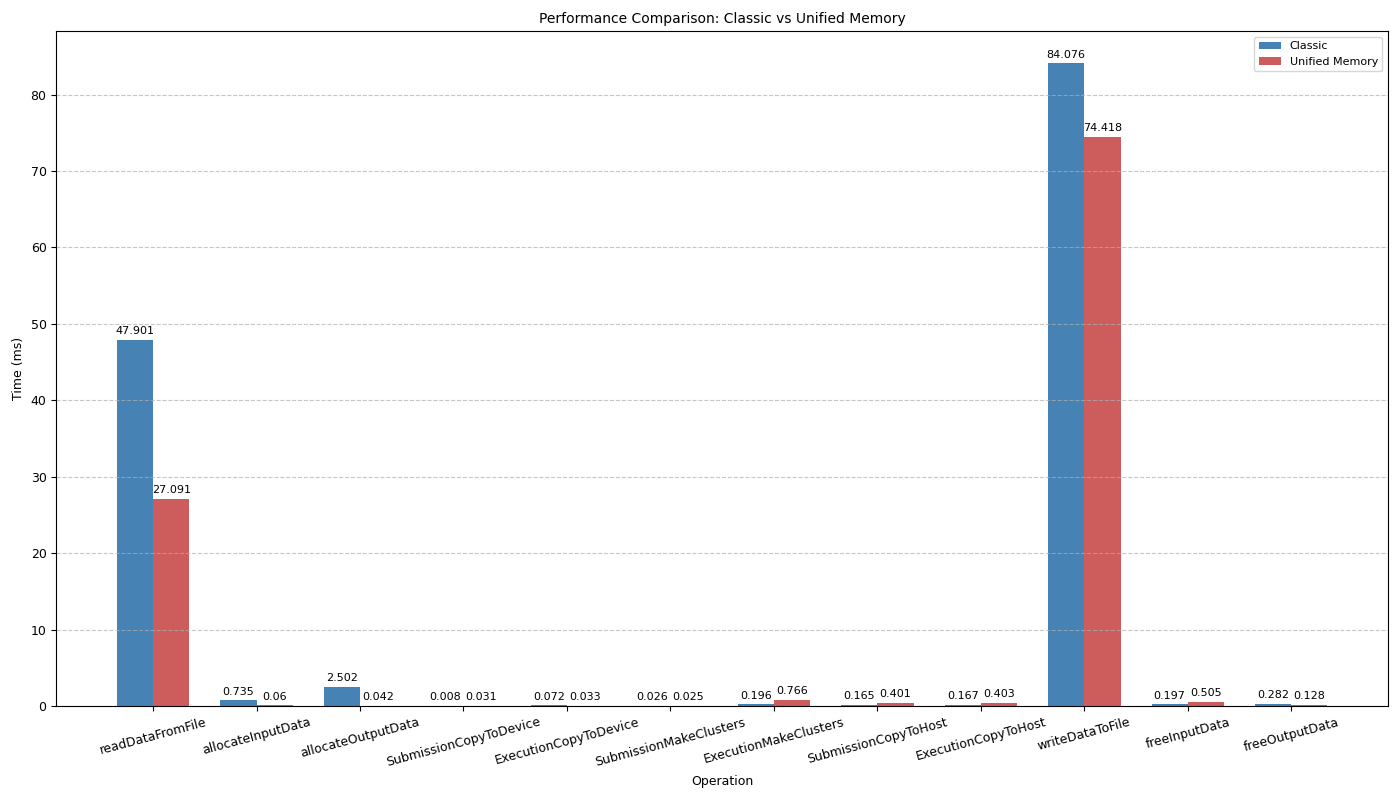 Performance Comparison: Classic vs Unified Memory
Classic
Unified Memory
Time (ms)
80
70
60
50
40
30
20
10
0
47.901
27.091
0.735
0.06
2.502
0.042
0.008
0.031
0.072
0.033
0.026
0.025
0.196
0.766
0.165
0.401
0.167
0.403
84.076
74.418
0.197
0.505
0.282
0.128
readDataFromFile
allocateInputData
allocateOutputData
SubmissionCopyToDevice
ExecutionCopyToDevice
SubmissionMakeClusters
ExecutionMakeClusters
SubmissionCopyToHost
ExecutionCopyToHost
writeDataToFile
freeInputData
freeOutputData
Operation